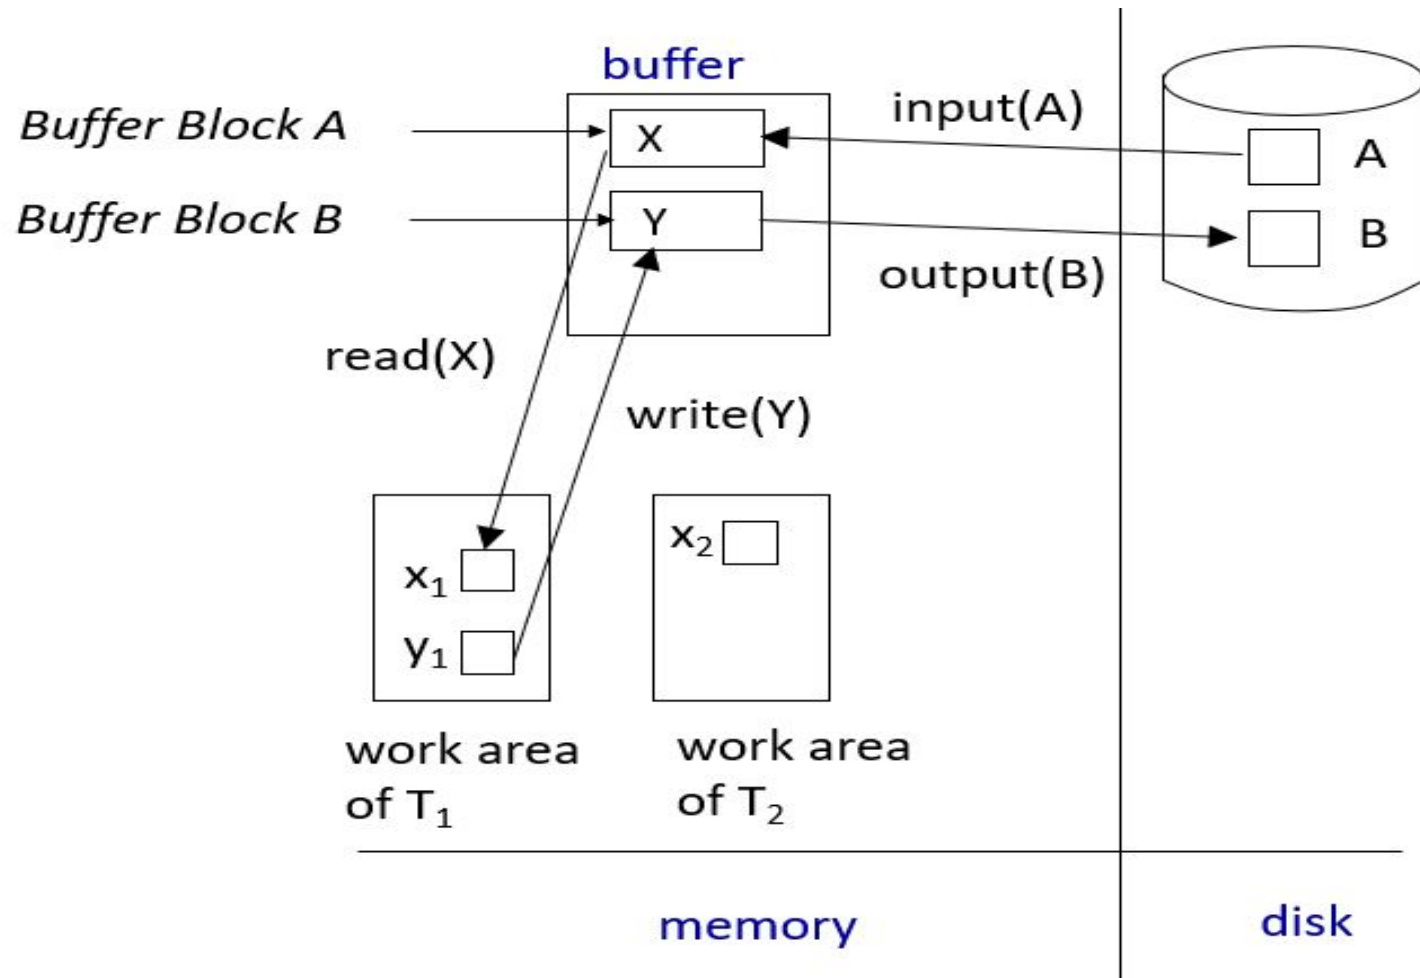 buffer
Buffer Block A
X
input(A)
A
Buffer Block B
Y
B
output(B)
read(X)
write(Y)
x₁
x₂
y₁
work area
of T₁
work area
of T₂
memory
disk